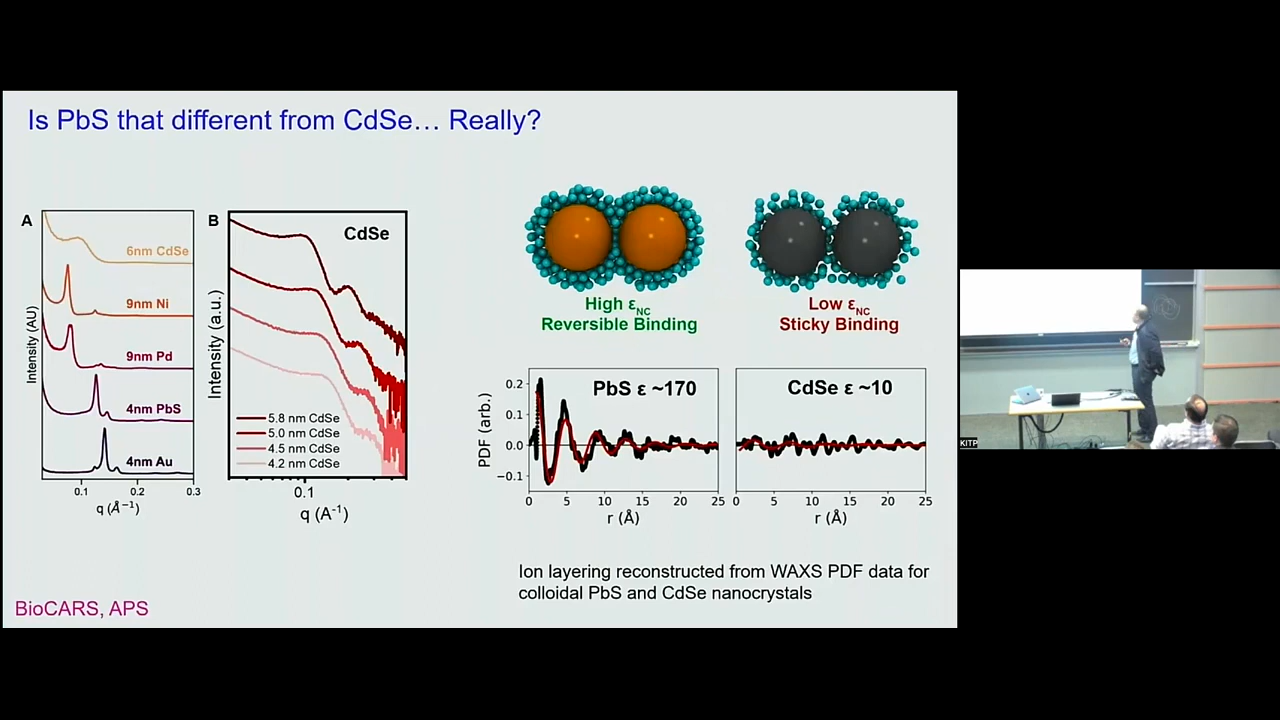 Is PbS that different from CdSe… Really?
A
6nm CdSe
9nm Ni
9nm Pd
4nm PbS
4nm Au
Intensity (AU)
0.1
0.2
0.3
q (Å⁻¹)
B
CdSe
Intensity (a.u.)
5.8 nm CdSe
5.0 nm CdSe
4.5 nm CdSe
4.2 nm CdSe
0.1
q (A⁻¹)
High εNC
Reversible Binding
Low εNC
Sticky Binding
PbS ε ~170
PDF (arb.)
0.2
0.1
0.0
−0.1
0
5
10
15
20
25
r (Å)
CdSe ε ~10
0
5
10
15
20
25
r (Å)
Ion layering reconstructed from WAXS PDF data for
colloidal PbS and CdSe nanocrystals
BioCARS, APS
KITP